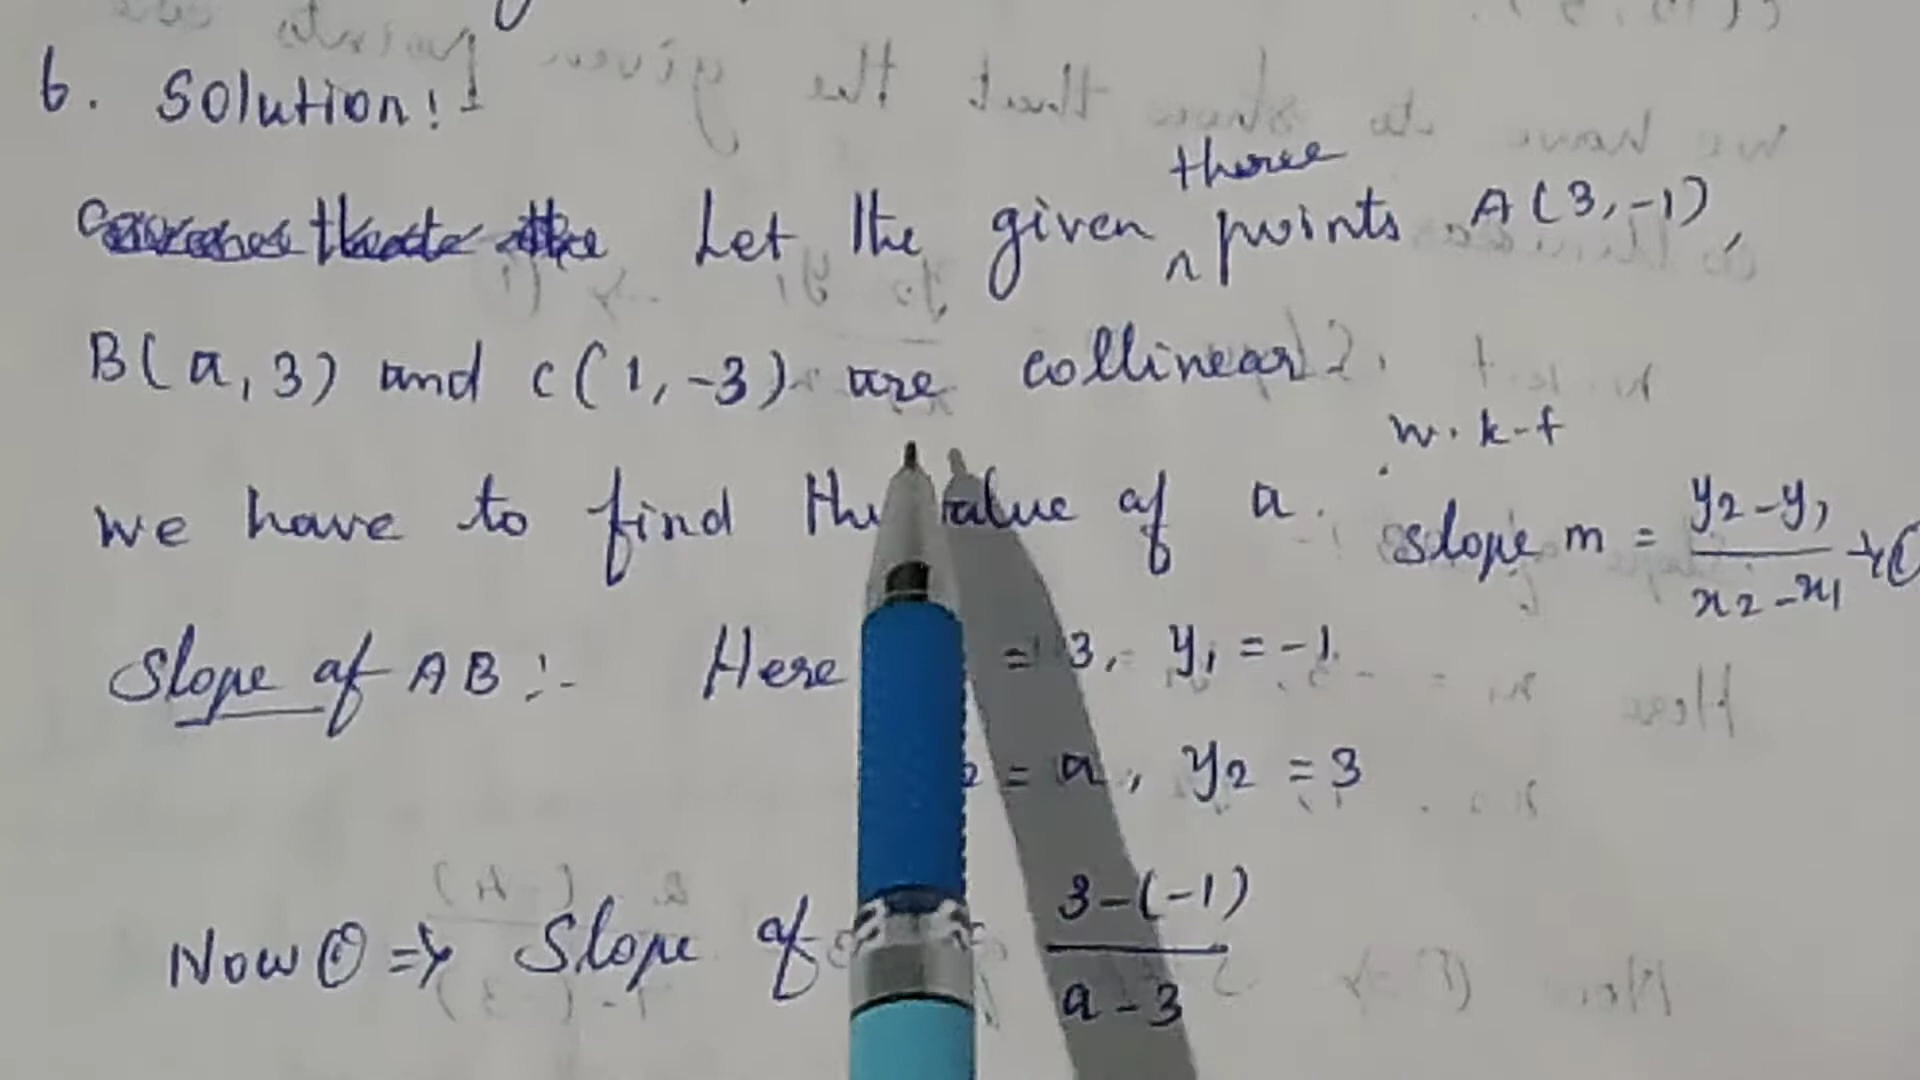 6. Solution:-
Let the given three points A(3,-1),
B(a,3) and C(1,-3) are collinear.
w.k.t
we have to find the value of a. slope m = y2-y1 / x2-x1
Slope of AB :- Here = 3, y1 = -1
2 = a, y2 = 3
Now ① => Slope of 3-(-1) / a-3